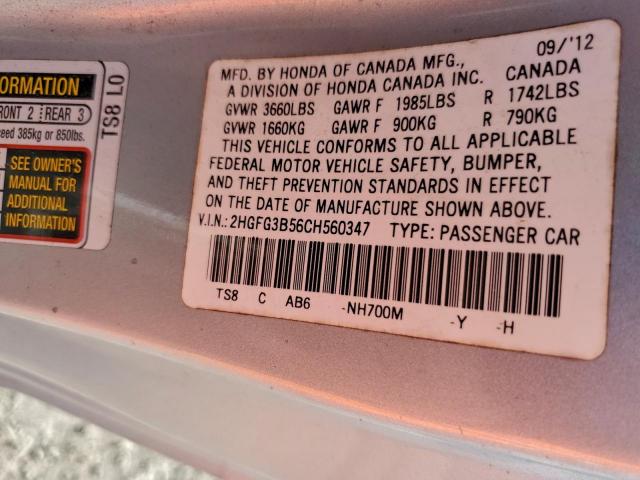 ORMATION
FRONT 2 REAR 3
eed 385kg or 850lbs.
SEE OWNER'S
MANUAL FOR
ADDITIONAL
INFORMATION
TS8 L0
09/'12
MFD. BY HONDA OF CANADA MFG., CANADA
A DIVISION OF HONDA CANADA INC.
GVWR 3660LBS GAWR F 1985LBS R 1742LBS
GVWR 1660KG GAWR F 900KG R 790KG
THIS VEHICLE CONFORMS TO ALL APPLICABLE
FEDERAL MOTOR VEHICLE SAFETY, BUMPER,
AND THEFT PREVENTION STANDARDS IN EFFECT
ON THE DATE OF MANUFACTURE SHOWN ABOVE.
V.I.N.: 2HGFG3B56CH560347 TYPE: PASSENGER CAR
TS8 C AB6 -NH700M -Y -H